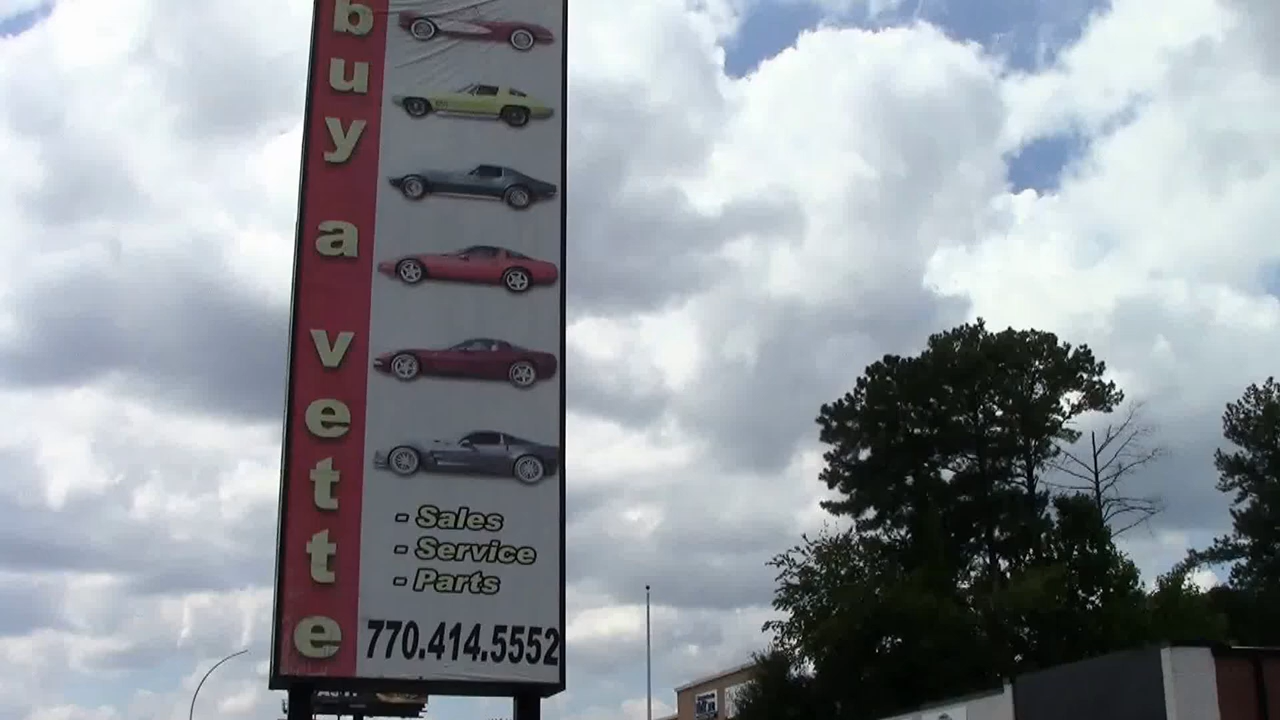 buy a vette
- Sales
- Service
- Parts
770.414.5552